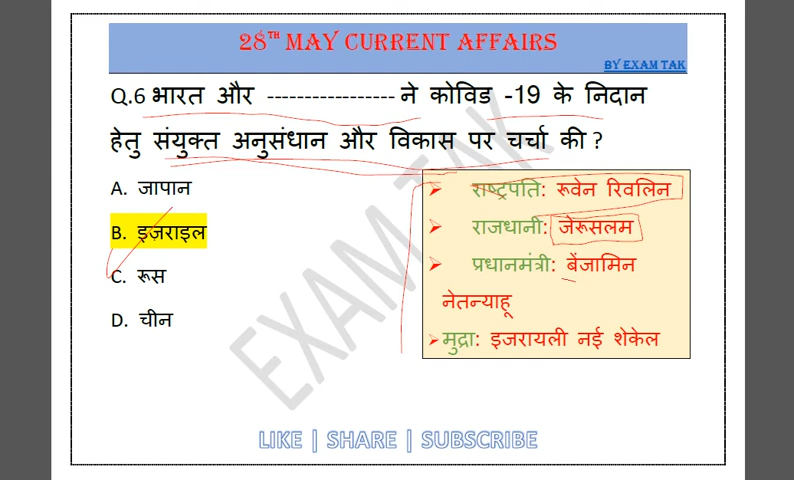 28TH MAY CURRENT AFFAIRS
BY EXAM TAK
Q.6 भारत और ----------------- ने कोविड -19 के निदान
हेतु संयुक्त अनुसंधान और विकास पर चर्चा की ?
A. जापान
B. इज़राइल
C. रूस
D. चीन
राष्ट्रपति: रूवेन रिवलिन
राजधानी: जेरूसलम
प्रधानमंत्री: बेंजामिन
नेतन्याहू
मुद्रा: इजरायली नई शेकेल
EXAM TAK
LIKE | SHARE | SUBSCRIBE